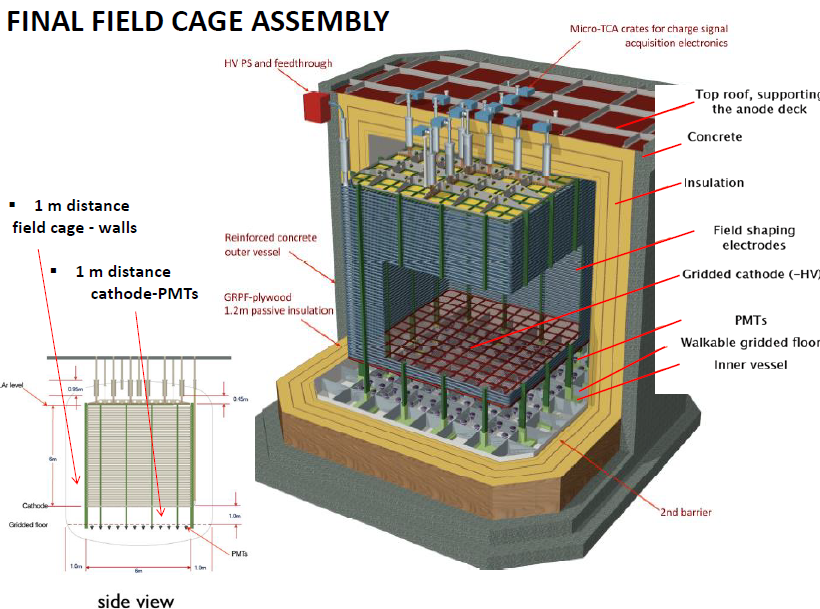 FINAL FIELD CAGE ASSEMBLY
Micro-TCA crates for charge signal
acquisition electronics
HV PS and feedthrough
Top roof, supporting
the anode deck
Concrete
Insulation
▪ 1 m distance
field cage - walls
Field shaping
electrodes
Reinforced concrete
outer vessel
▪ 1 m distance
cathode-PMTs
Gridded cathode (-HV)
GRPF-plywood
1.2m passive insulation
PMTs
Walkable gridded floor
Inner vessel
LAr level
0.95m
0.45m
6m
Cathode
1.0m
Gridded floor
PMTs
1.0m
6m
1.0m
2nd barrier
side view